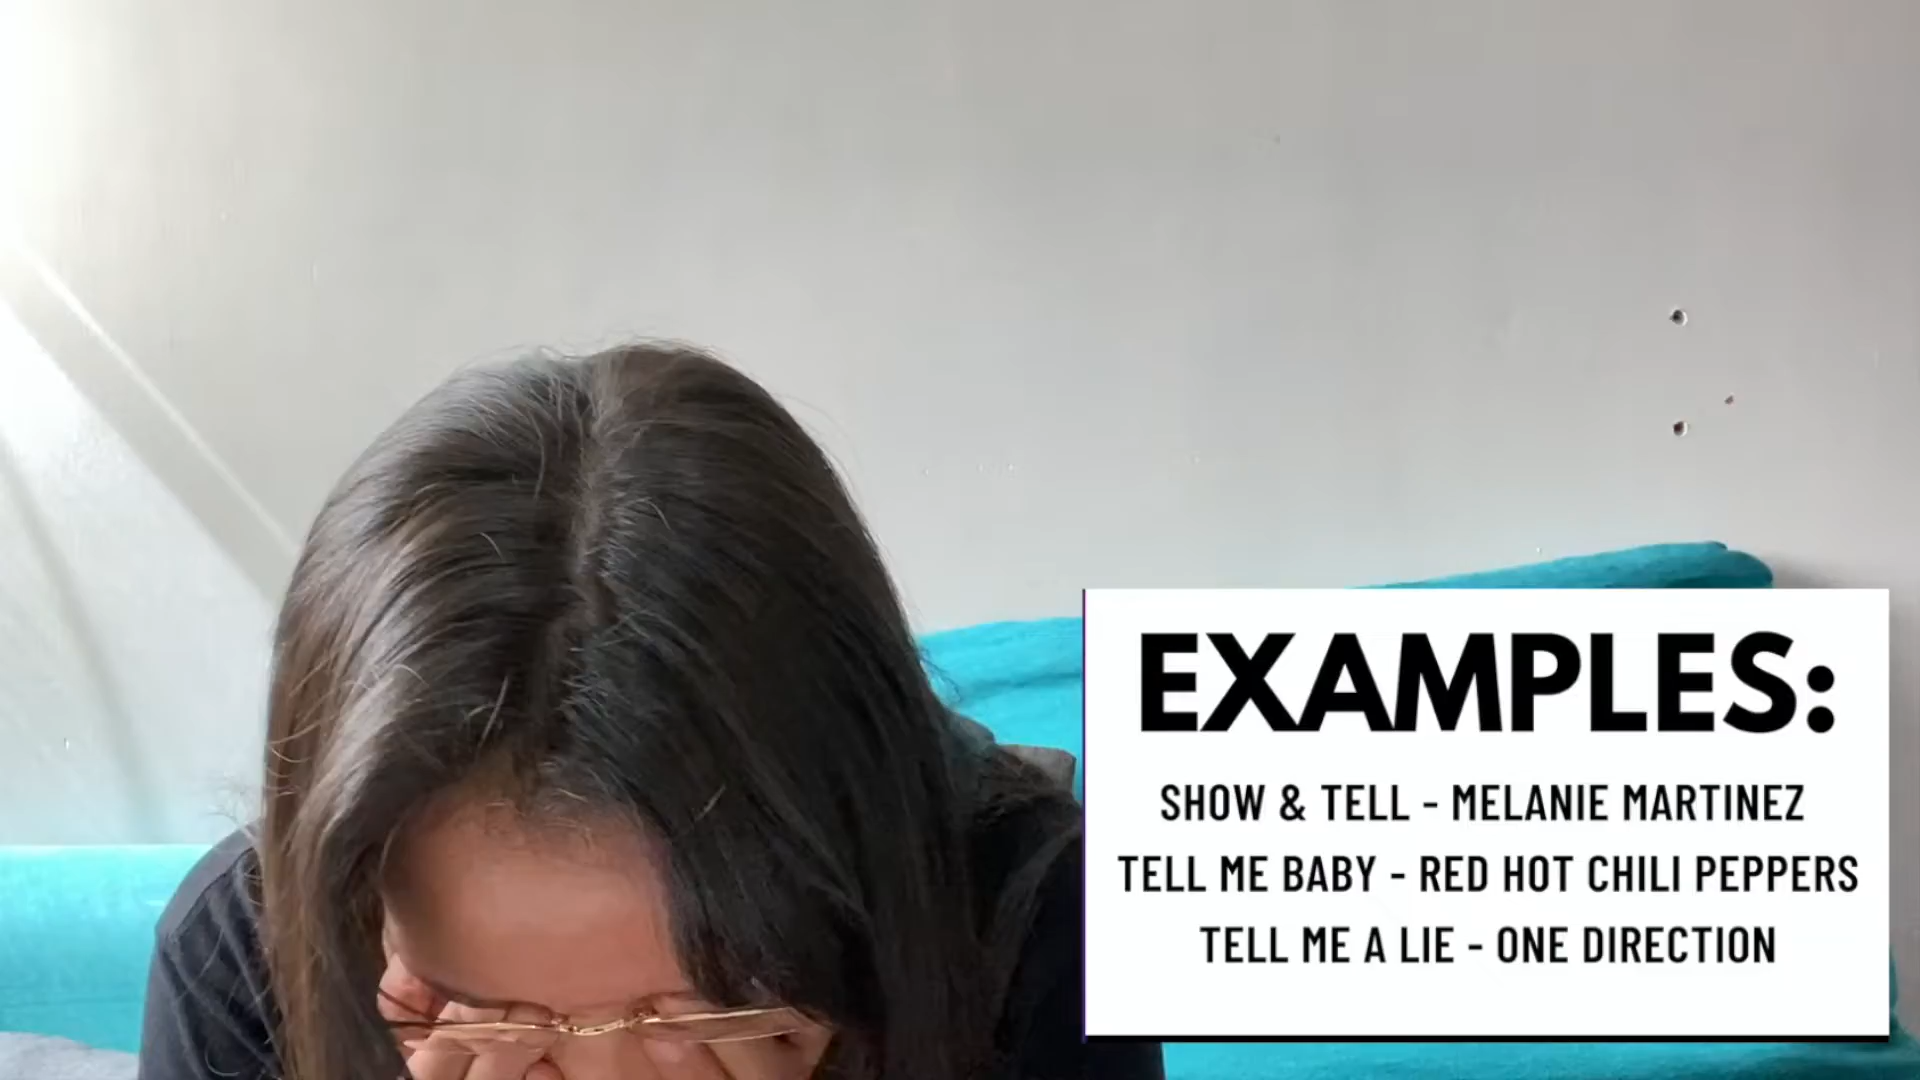 EXAMPLES:
SHOW & TELL - MELANIE MARTINEZ
TELL ME BABY - RED HOT CHILI PEPPERS
TELL ME A LIE - ONE DIRECTION